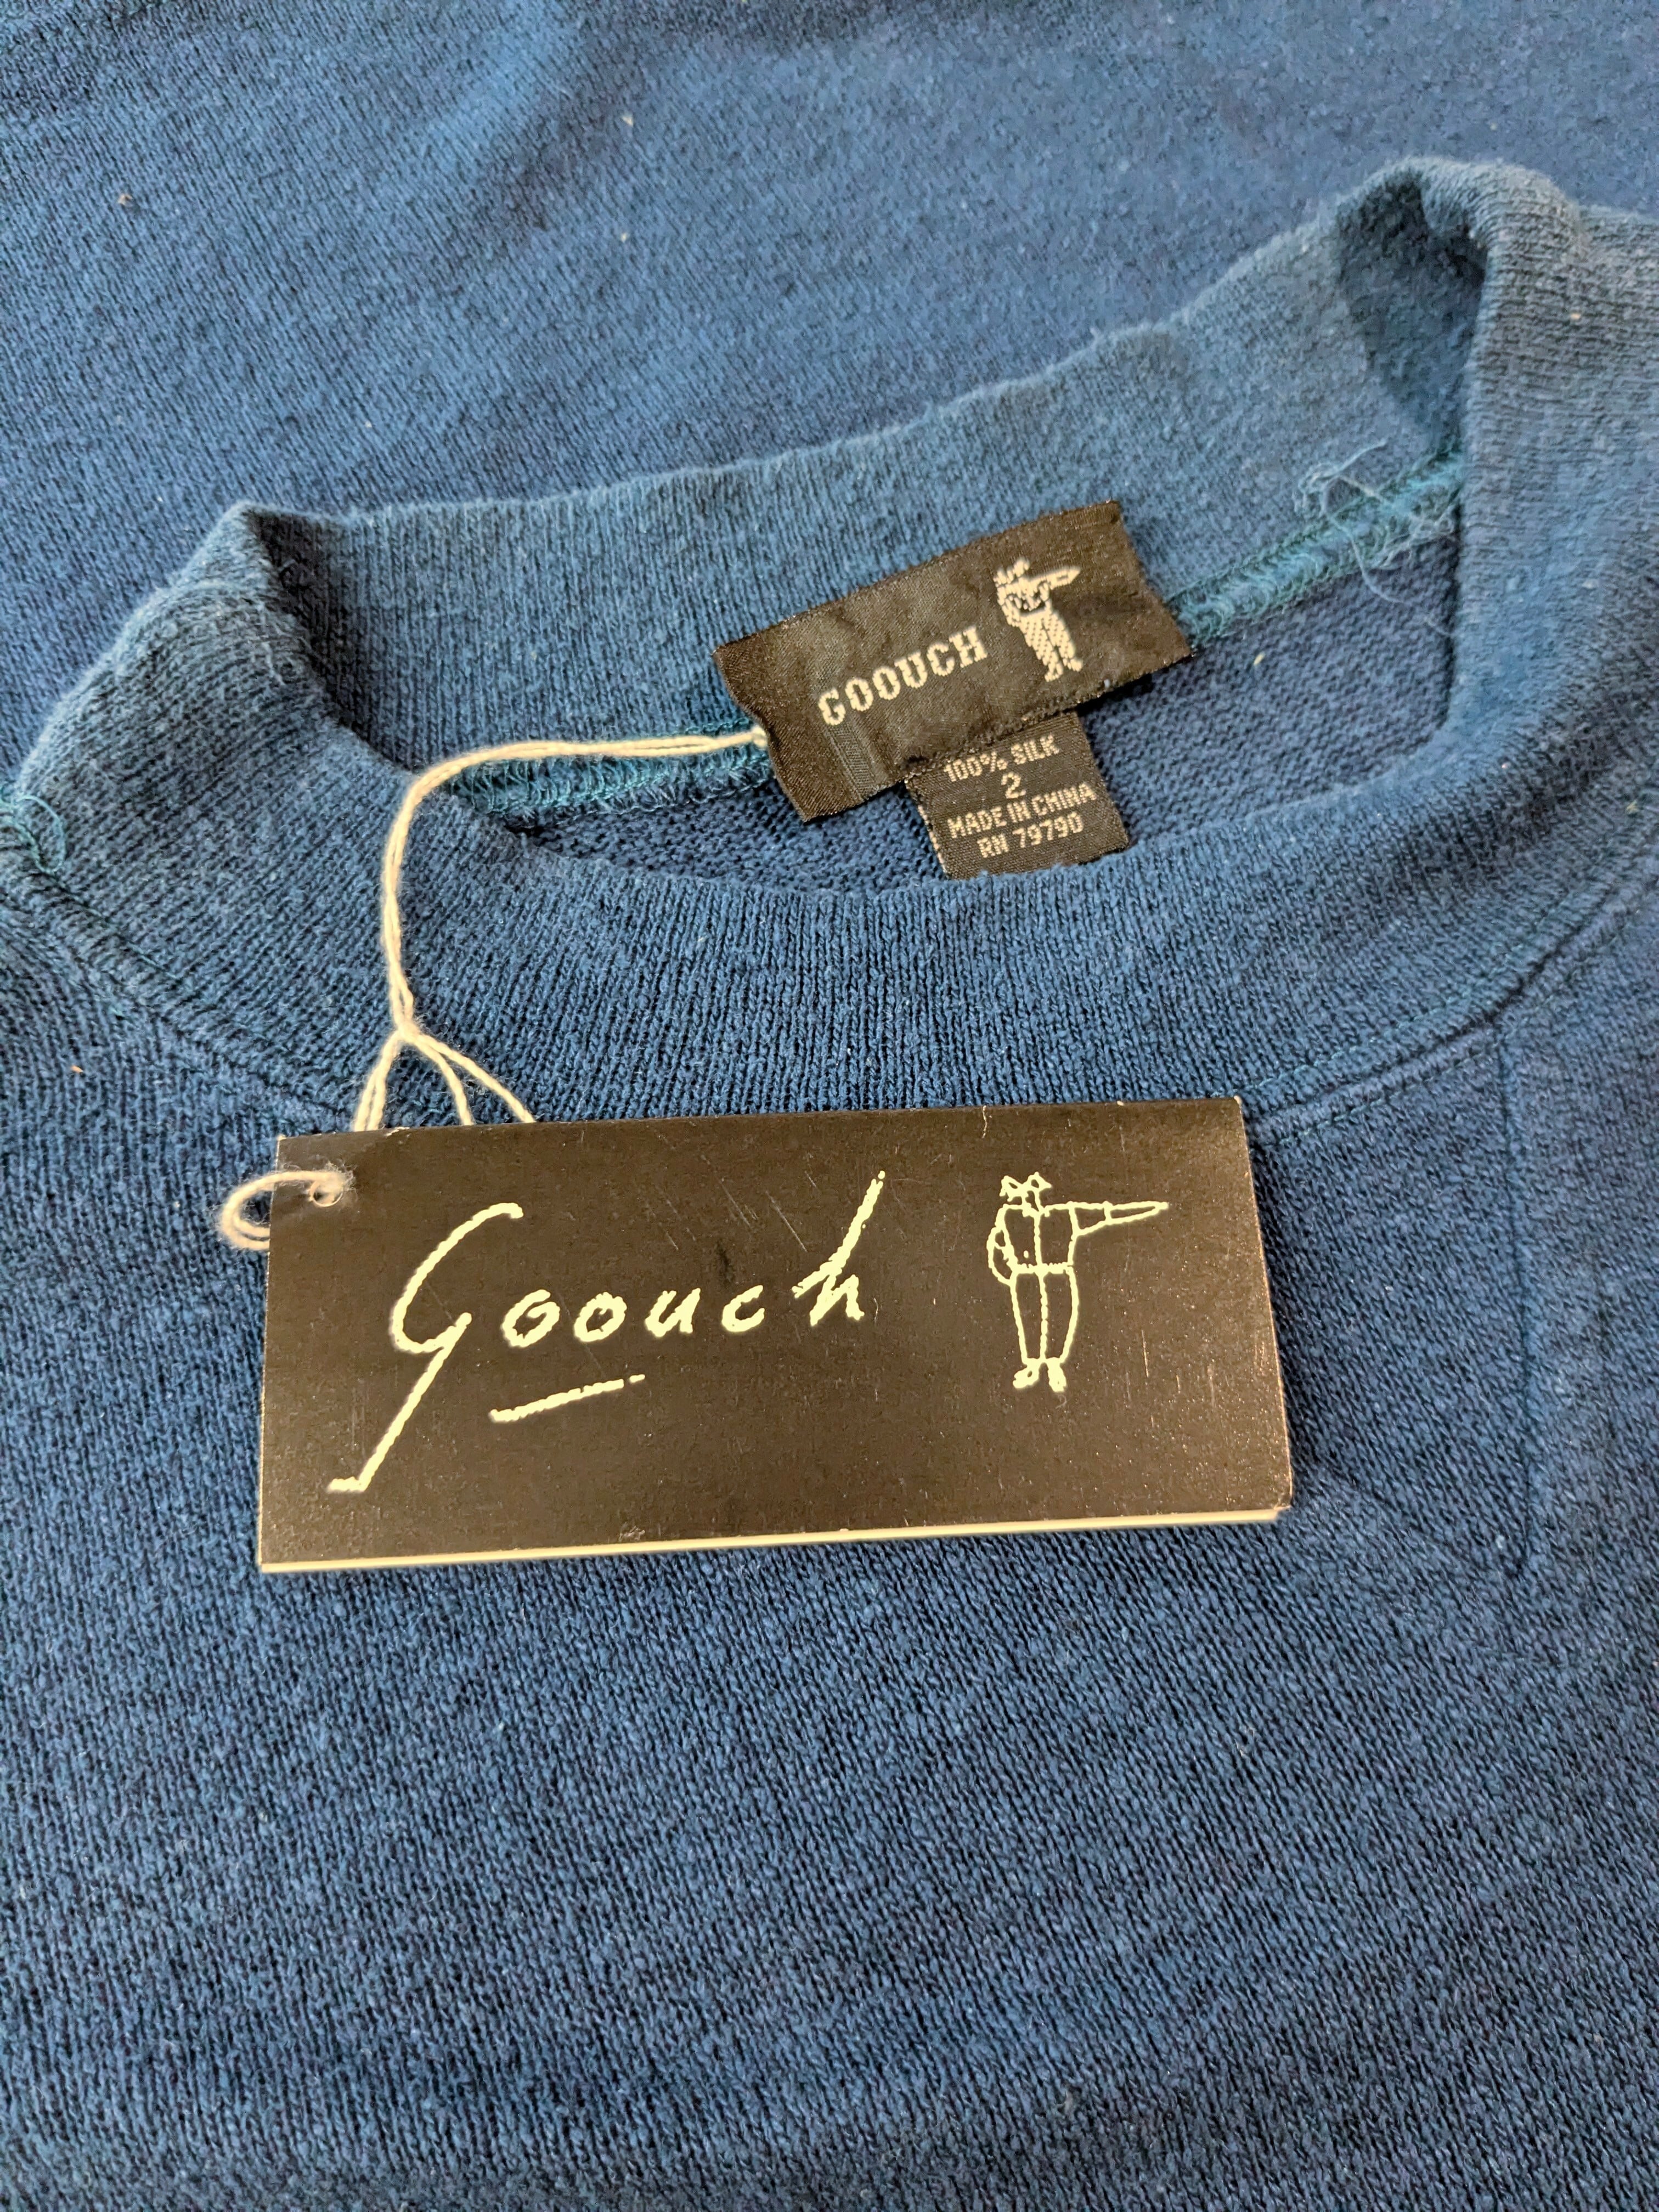 GOOUCH
100% SILK
2
MADE IN CHINA
RN 79790
Goouch